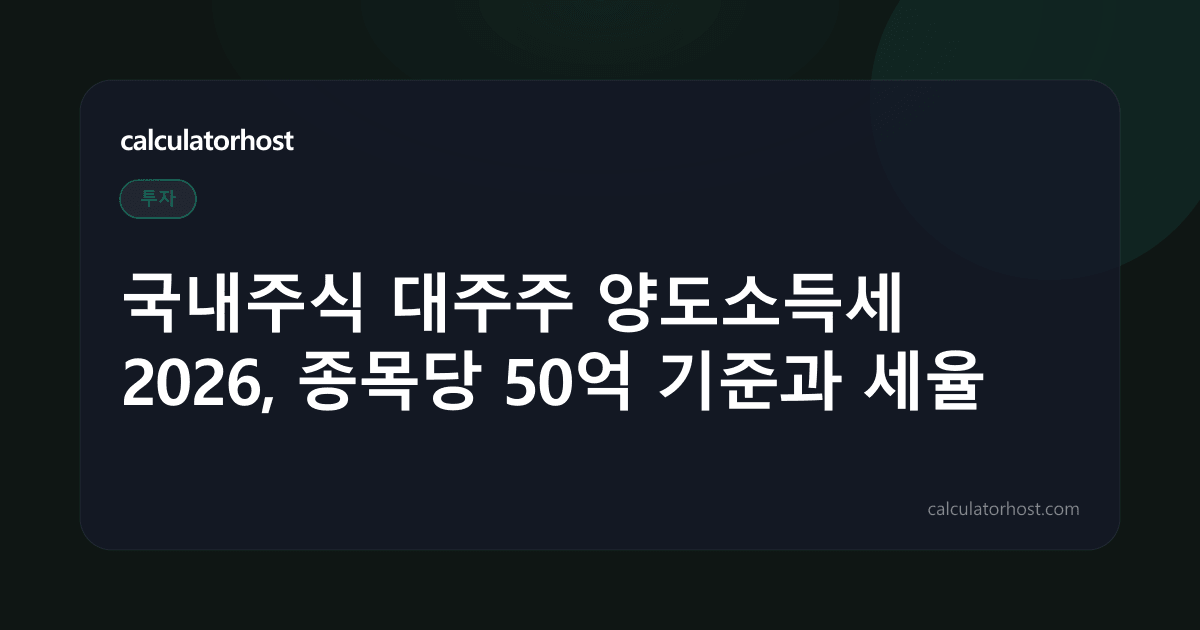 calculatorhost
투자
국내주식 대주주 양도소득세
2026, 종목당 50억 기준과 세율
calculatorhost.com